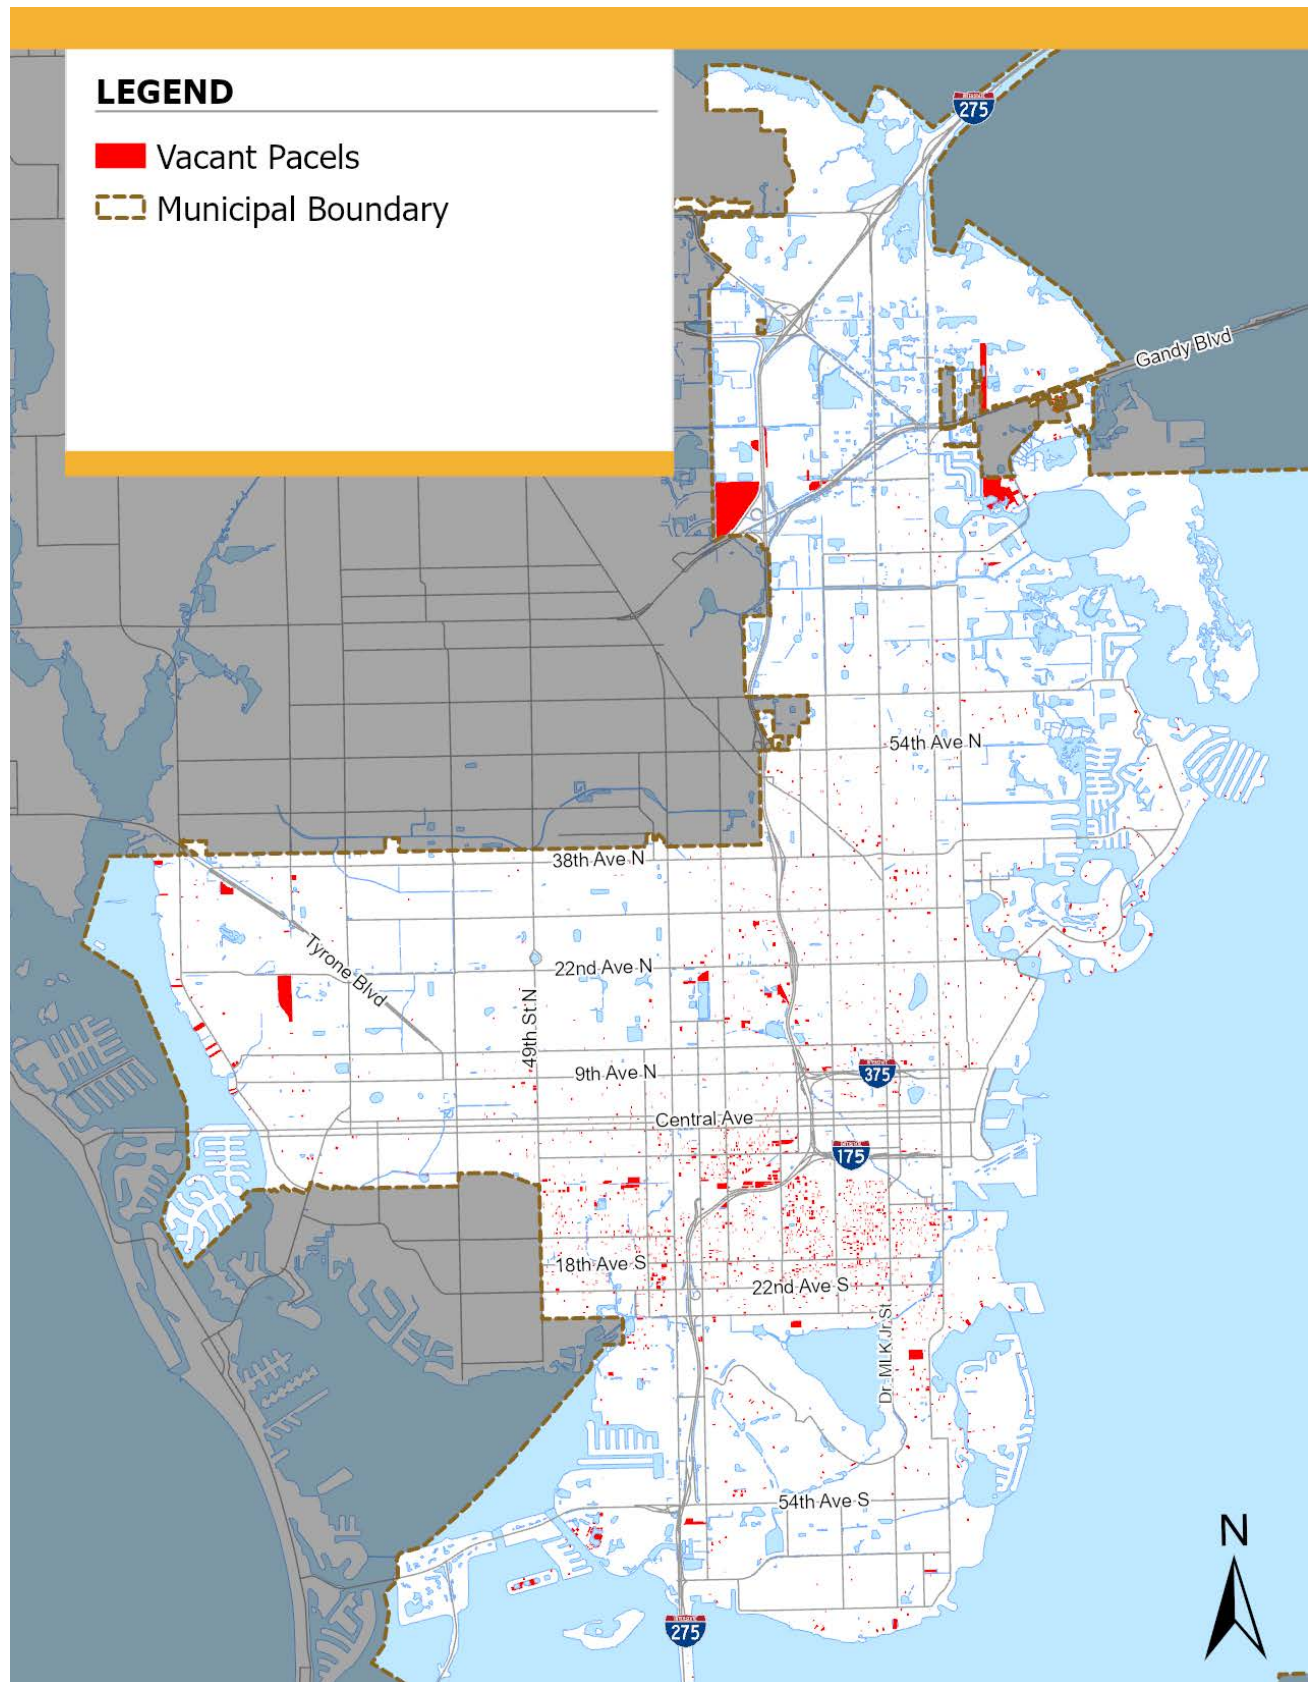 LEGEND
Vacant Pacels
Municipal Boundary
275
Gandy Blvd
54th Ave N
38th Ave N
Tyrone Blvd
22nd Ave N
49th St N
9th Ave N
375
Central Ave
175
18th Ave S
22nd Ave S
Dr. MLK Jr. St
54th Ave S
N
275